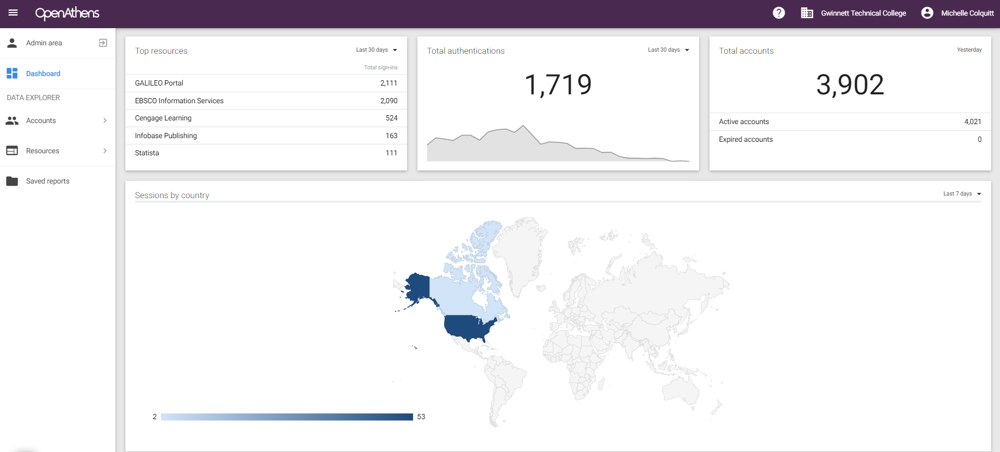 OpenAthens
Gwinnett Technical College
Michelle Colquitt
Admin area
Dashboard
DATA EXPLORER
Accounts
Resources
Saved reports
Top resources
Last 30 days
Total sign-ins
GALILEO Portal 2,111
EBSCO Information Services 2,090
Cengage Learning 524
Infobase Publishing 163
Statista 111
Total authentications
Last 30 days
1,719
Total accounts
Yesterday
3,902
Active accounts 4,021
Expired accounts 0
Sessions by country
Last 7 days
2 53